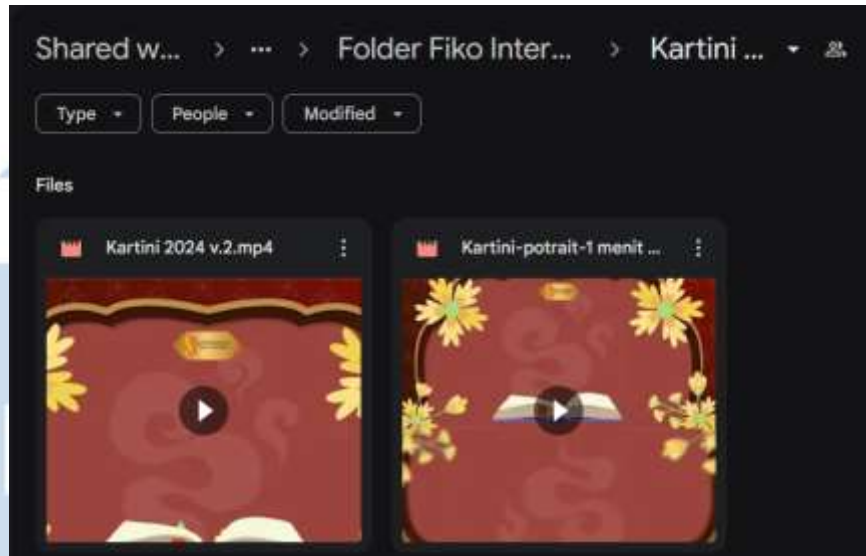 Shared w... > ... > Folder Fiko Inter... > Kartini ...
Type People Modified
Files
Kartini 2024 v.2.mp4 Kartini-potrait-1 menit ...